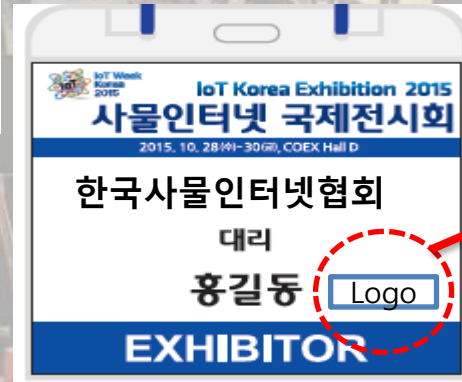 IoT Week
Korea
2015
IoT
IoT Korea Exhibition 2015
사물인터넷 국제전시회
2015. 10. 28(수)-30(금), COEX Hall D
한국사물인터넷협회
대리
홍길동
Logo
EXHIBITOR